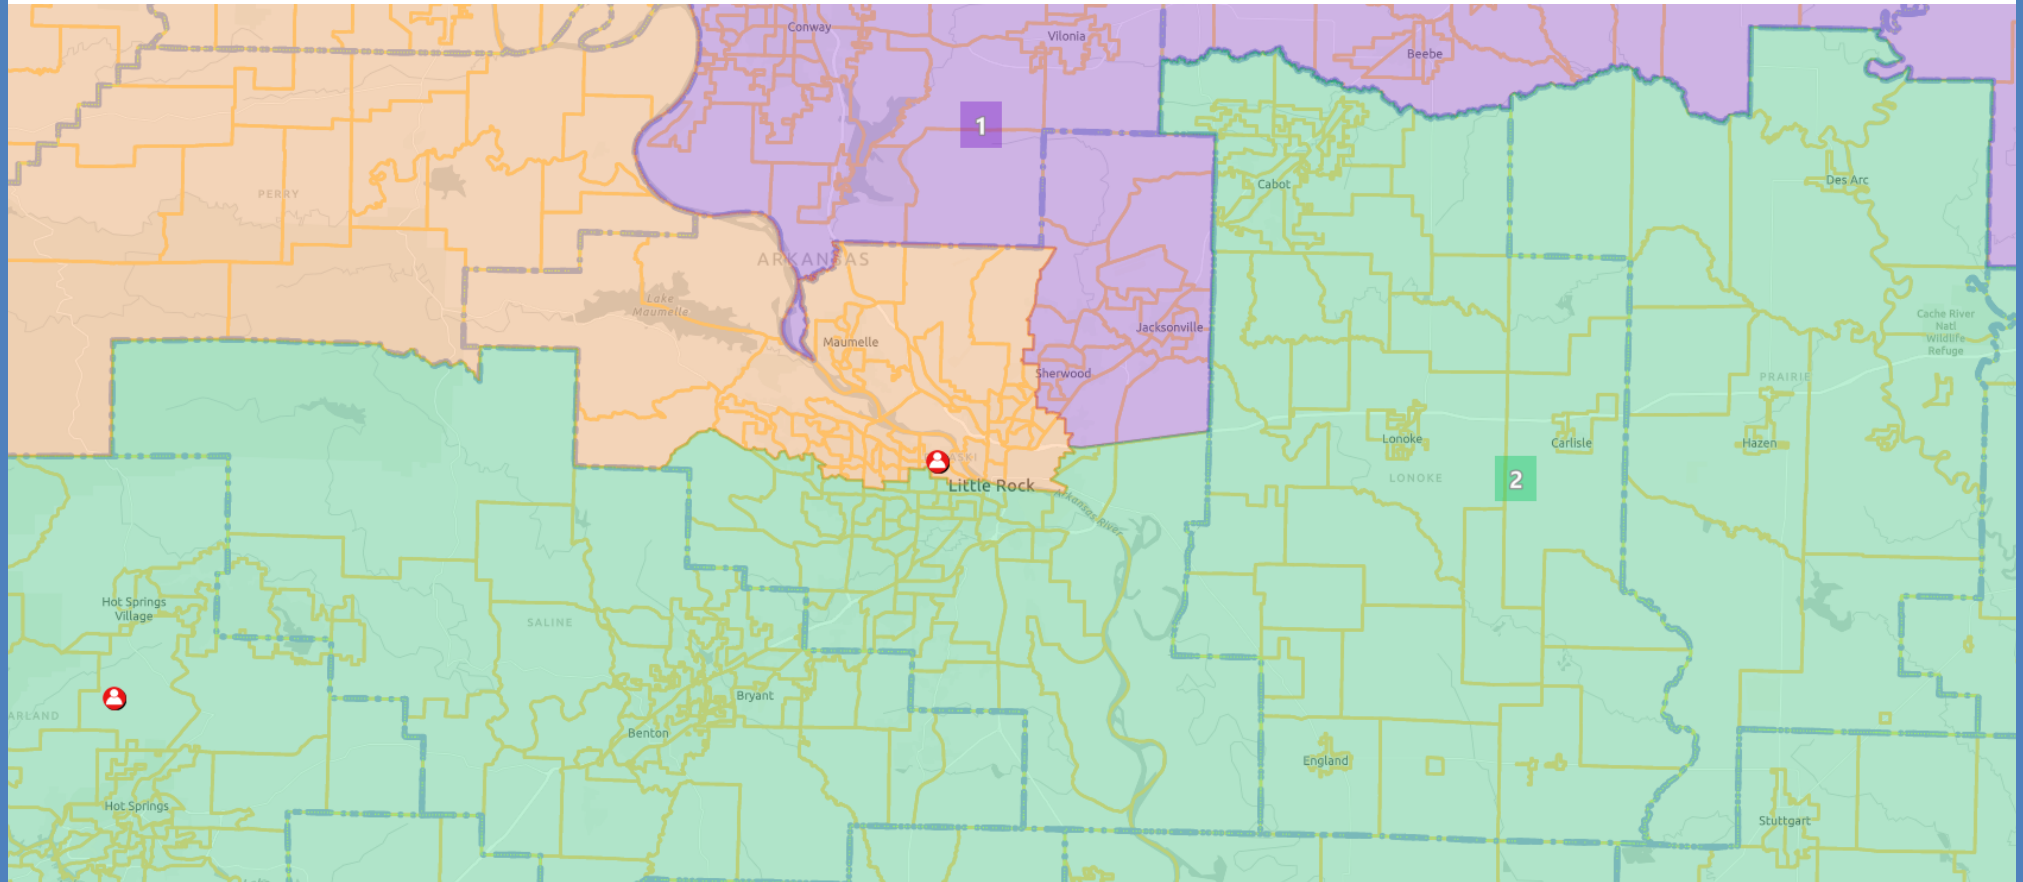 Conway
Vilonia
Beebe
1
Cabot
Des Arc
PERRY
ARKANSAS
Lake
Maumelle
Maumelle
Jacksonville
Sherwood
Cache River
Natl
Wildlife
Refuge
PRAIRIE
Lonoke
Carlisle
Hazen
ASKI
LONOKE
2
Little Rock
Arkansas River
Hot Springs
Village
SALINE
ARLAND
Bryant
Benton
England
Hot Springs
Stuttgart